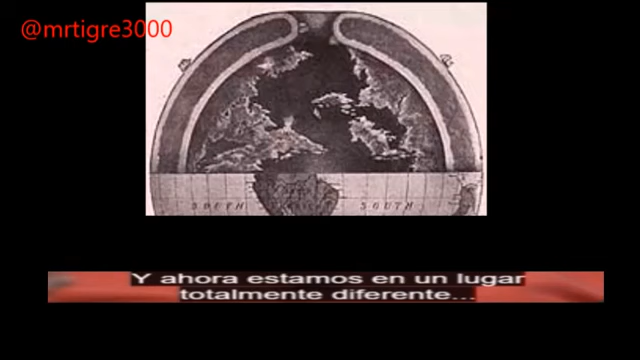 @mrtigre3000
SOUTH
SOUTH
Y ahora estamos en un lugar
totalmente diferente...